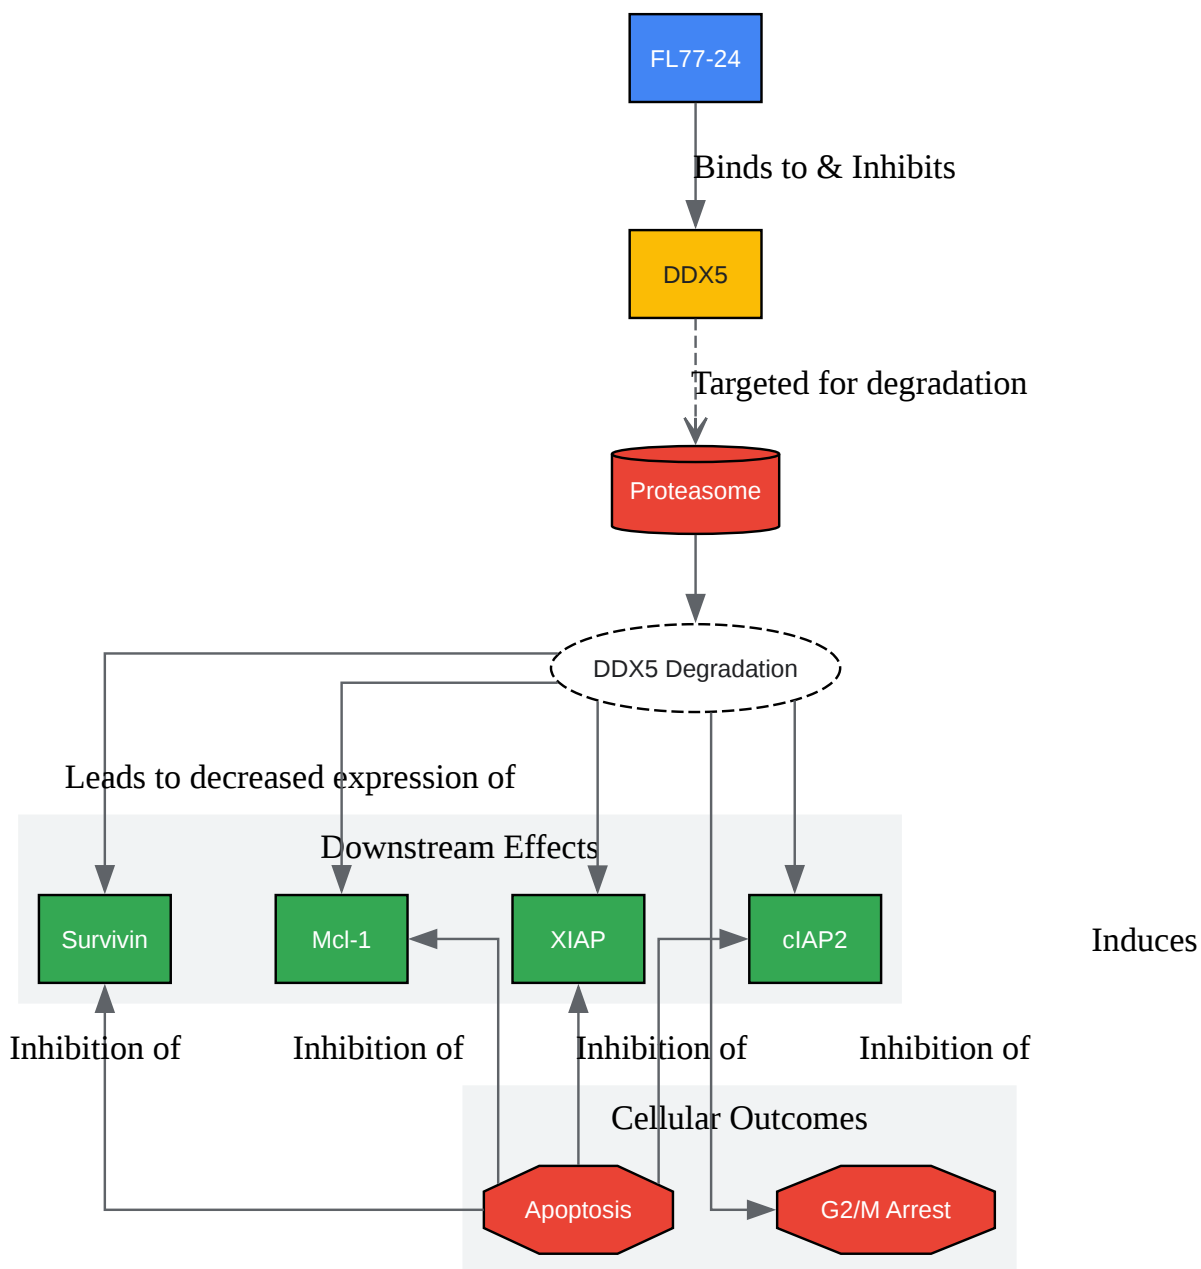 FL77-24
Binds to & Inhibits
DDX5
Targeted for degradation
Proteasome
DDX5 Degradation
Leads to decreased expression of
Downstream Effects
Survivin
Mcl-1
XIAP
cIAP2
Induces
Inhibition of
Inhibition of
Inhibition of
Inhibition of
Cellular Outcomes
Apoptosis
G2/M Arrest